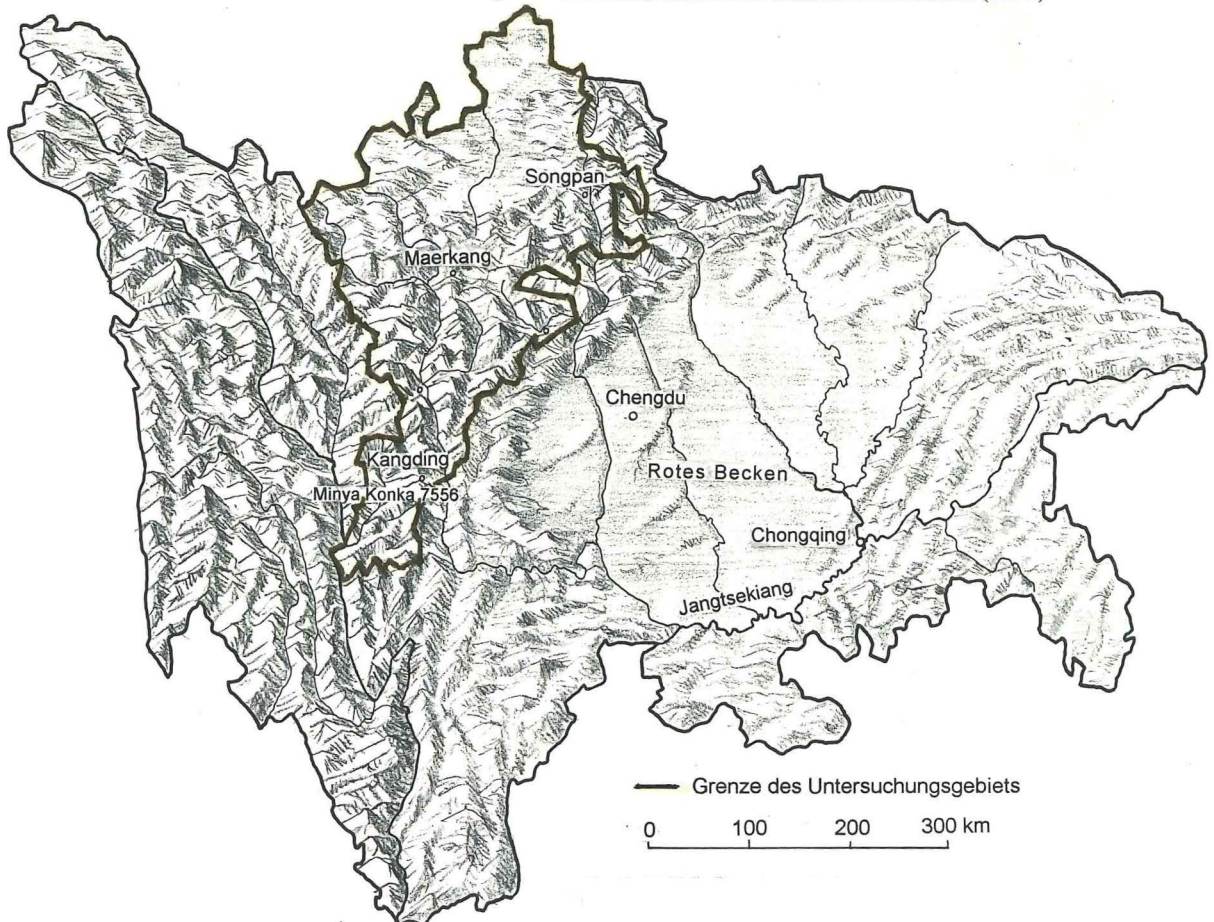 Songpan
Maerkang
Chengdu
Kangding
Rotes Becken
Minya Konka 7556
Chongqing
Jangtsekiang
Grenze des Untersuchungsgebiets
0 100 200 300 km